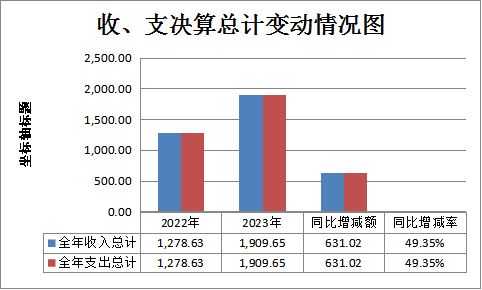 收、支决算总计变动情况图
坐标轴标题
2,500.00
2,000.00
1,500.00
1,000.00
500.00
0.00
2022年 2023年 同比增减额 同比增减率
全年收入总计 1,278.63 1,909.65 631.02 49.35%
全年支出总计 1,278.63 1,909.65 631.02 49.35%